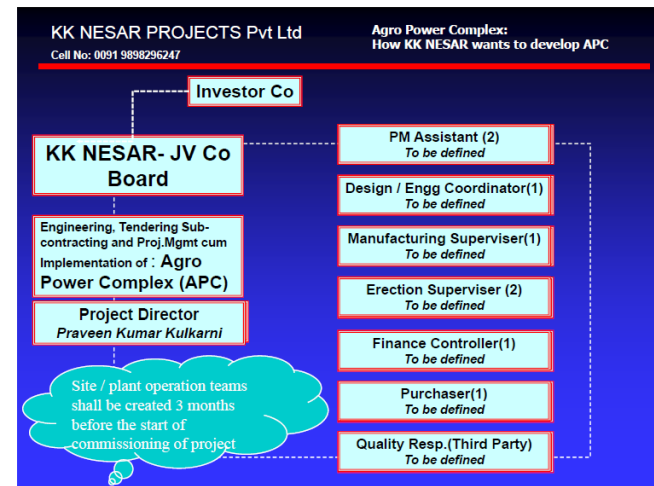 KK NESAR PROJECTS Pvt Ltd
Cell No: 0091 9898296247
Agro Power Complex:
How KK NESAR wants to develop APC
Investor Co
KK NESAR- JV Co
Board
Engineering, Tendering Sub-
contracting and Proj.Mgmt cum
Implementation of : Agro
Power Complex (APC)
Project Director
Praveen Kumar Kulkarni
Site / plant operation teams
shall be created 3 months
before the start of
commissioning of project
PM Assistant (2)
To be defined
Design / Engg Coordinator(1)
To be defined
Manufacturing Superviser(1)
To be defined
Erection Superviser (2)
To be defined
Finance Controller(1)
To be defined
Purchaser(1)
To be defined
Quality Resp.(Third Party)
To be defined